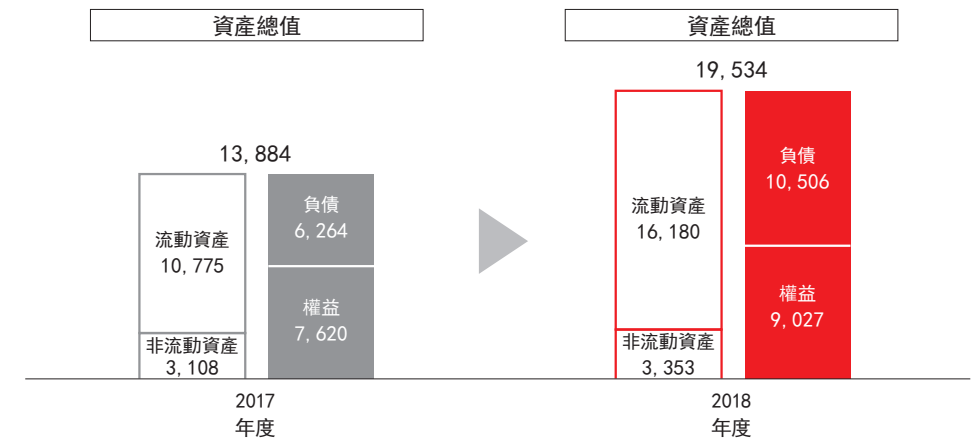 資產總值
13,884
流動資產
10,775
非流動資產
3,108
負債
6,264
權益
7,620
2017
年度
資產總值
19,534
流動資產
16,180
非流動資產
3,353
負債
10,506
權益
9,027
2018
年度